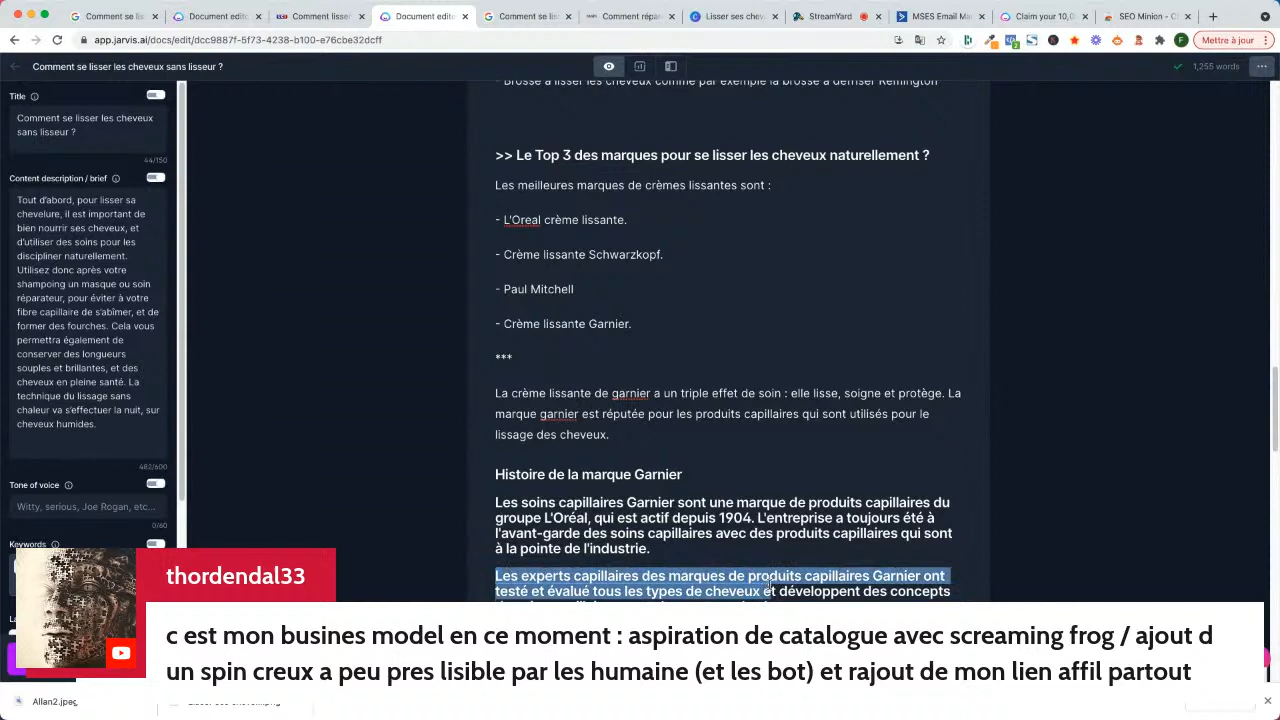 Document edite
Comment lisse
StreamYard
MSES Email Mar
Claim your 10,0
SEO Minion - Ch
app.jarvis.ai/docs/edit/dcc9887f-5f73-4238-b100-e76cbe32dcff
Mettre à jour
Comment se lisser les cheveux sans lisseur ?
1,255 words
Title
Comment se lisser les cheveux
sans lisseur ?
44/150
Content description / brief
Tout d'abord, pour lisser sa
chevelure, il est important de
bien nourrir ses cheveux, et
d'utiliser des soins pour les
discipliner naturellement.
Utilisez donc après votre
shampoing un masque ou soin
réparateur, pour éviter à votre
fibre capillaire de s'abîmer, et de
former des fourches. Cela vous
permettra également de
conserver des longueurs
souples et brillantes, et des
cheveux en pleine santé. La
technique du lissage sans
chaleur va s'effectuer la nuit, sur
cheveux humides.
482/600
Tone of voice
Witty, serious, Joe Rogan, etc...
0/60
Keywords
- Brosse à lisser les cheveux comme par exemple la brosse à défriser Remington
>> Le Top 3 des marques pour se lisser les cheveux naturellement ?
Les meilleures marques de crèmes lissantes sont :
- L'Oreal crème lissante.
- Crème lissante Schwarzkopf.
- Paul Mitchell
- Crème lissante Garnier.
***
La crème lissante de garnier a un triple effet de soin : elle lisse, soigne et protège. La
marque garnier est réputée pour les produits capillaires qui sont utilisés pour le
lissage des cheveux.
Histoire de la marque Garnier
Les soins capillaires Garnier sont une marque de produits capillaires du
groupe L'Oréal, qui est actif depuis 1904. L'entreprise a toujours été à
l'avant-garde des soins capillaires avec des produits capillaires qui sont
à la pointe de l'industrie.
Les experts capillaires des marques de produits capillaires Garnier ont
testé et évalué tous les types de cheveux et développent des concepts
thordendal33
c est mon busines model en ce moment : aspiration de catalogue avec screaming frog / ajout d
un spin creux a peu pres lisible par les humaine (et les bot) et rajout de mon lien affil partout
Allan2.jpeg